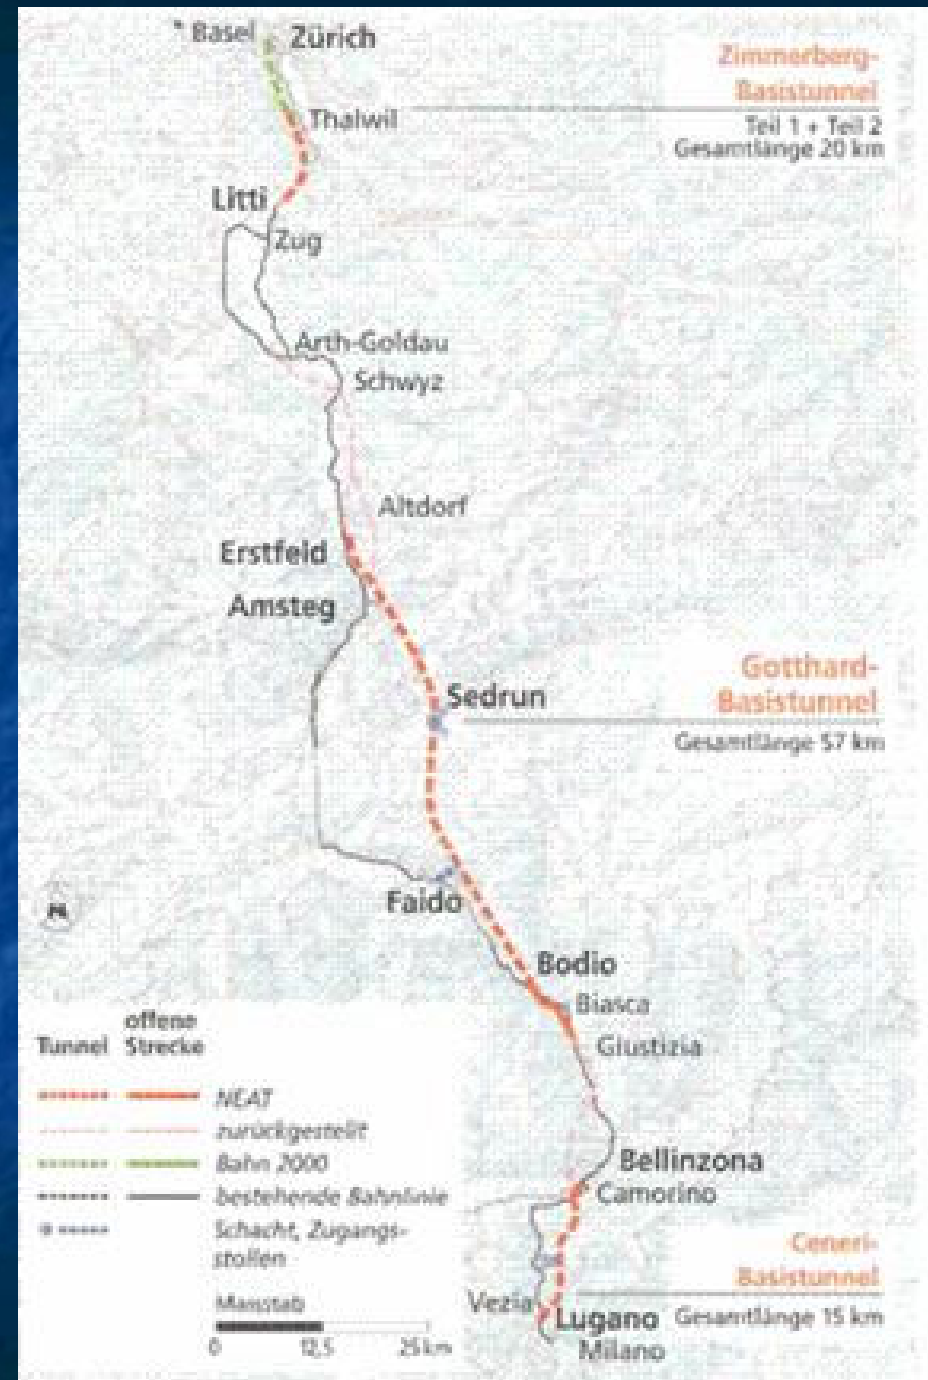 Basel Zürich
Zimmerberg-
Basistunnel
Thalwil
Teil 1 + Teil 2
Gesamtlänge 20 km
Litti
Zug
Arth-Goldau
Schwyz
Altdorf
Erstfeld
Amsteg
Gotthard-
Basistunnel
Sedrun
Gesamtlänge 57 km
Faido
Bodio
Biasca
Giustizia
Tunnel offene
Strecke
NEAT
zurückgestellt
Bahn 2000
bestehende Bahnlinie
Schacht, Zugangs-
stollen
Massstab
0 12,5 25 km
Bellinzona
Camorino
Ceneri-
Basistunnel
Vezia
Lugano
Gesamtlänge 15 km
Milano